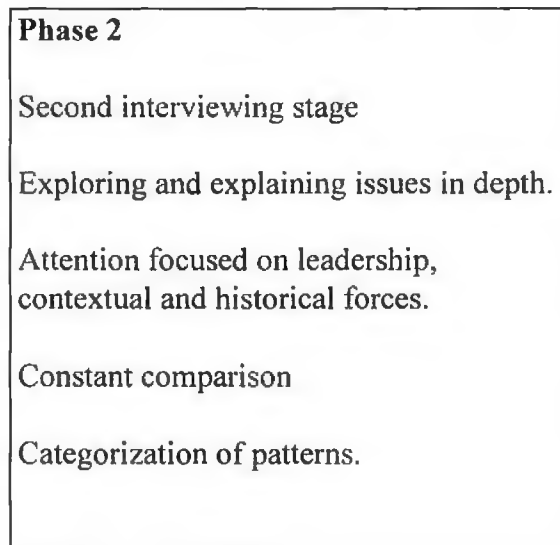 Phase 2
Second interviewing stage
Exploring and explaining issues in depth.
Attention focused on leadership,
contextual and historical forces.
Constant comparison
Categorization of patterns.